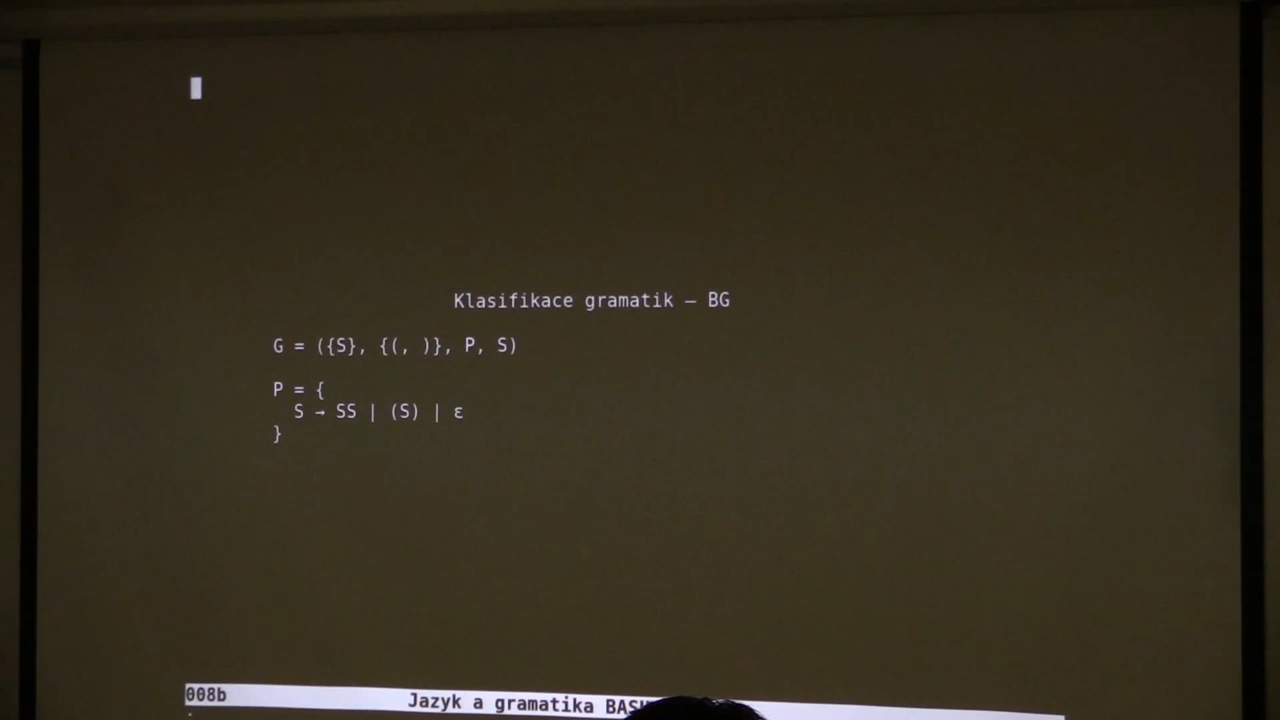 Klasifikace gramatik – BG
G = ({S}, {(, )}, P, S)
P = {
S → SS | (S) | ε
}
008b
Jazyk a gramatika